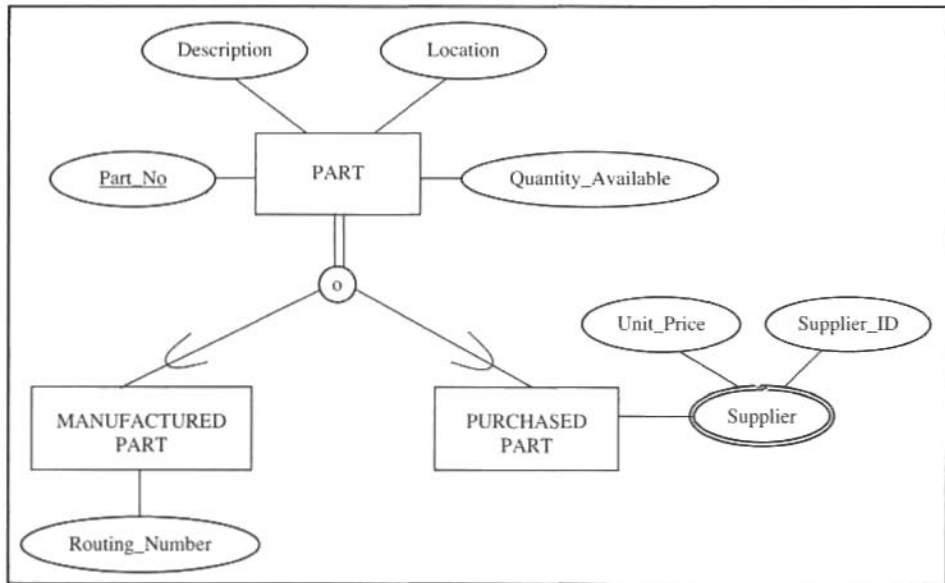 Description
Location
Part_No
PART
Quantity_Available
o
Unit_Price
Supplier_ID
MANUFACTURED
PART
PURCHASED
PART
Supplier
Routing_Number